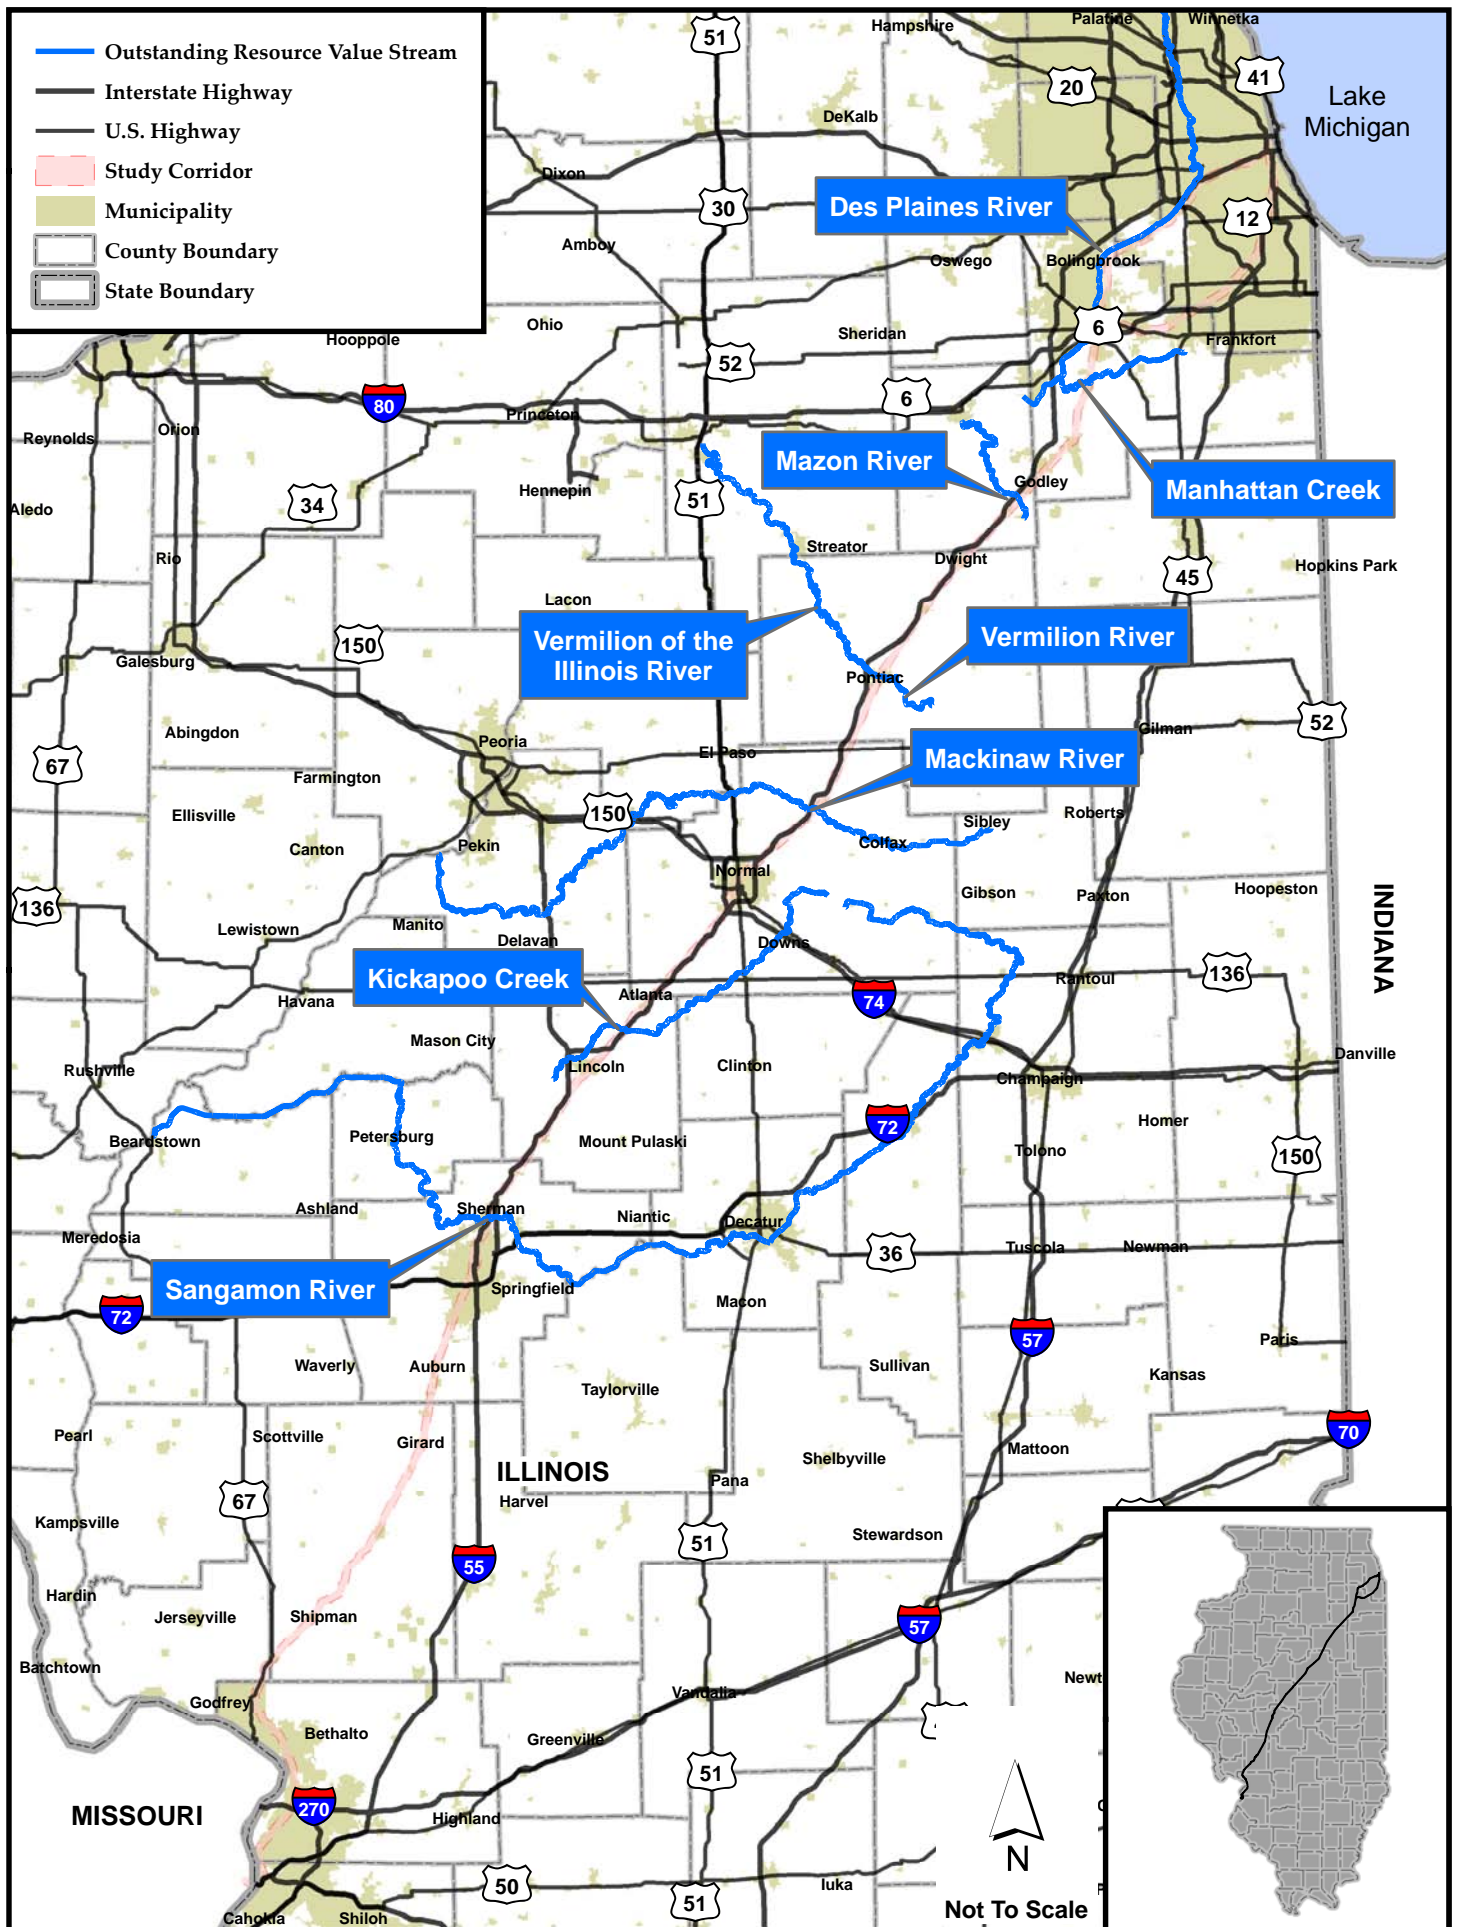 Outstanding Resource Value Stream
Interstate Highway
U.S. Highway
Study Corridor
Municipality
County Boundary
State Boundary
51
Hampshire
Palatine
Winnetka
20
41
Lake
Michigan
DeKalb
Dixon
30
Des Plaines River
12
Amboy
Oswego
Bolingbrook
Ohio
Hooppole
Sheridan
6
Frankfort
52
80
6
Princeton
Reynolds
Orion
Mazon River
Manhattan Creek
Hennepin
51
Godley
34
Aledo
Streator
Dwight
Rio
45
Hopkins Park
Lacon
Vermilion of the
Illinois River
Vermilion River
150
Galesburg
Pontiac
52
Abingdon
Peoria
El Paso
Gilman
67
Farmington
Mackinaw River
Ellisville
150
Sibley
Roberts
Canton
Pekin
Colfax
Normal
136
Gibson
Paxton
Hoopeston
INDIANA
Lewistown
Manito
Delavan
Downs
Kickapoo Creek
136
Havana
Atlanta
74
Rantoul
Mason City
Rushville
Lincoln
Clinton
Danville
Champaign
Beardstown
Petersburg
Mount Pulaski
72
Homer
Tolono
150
Ashland
Sherman
Niantic
Decatur
Meredosia
36
Tuscola
Newman
Sangamon River
Springfield
Macon
72
57
Paris
Waverly
Auburn
Taylorville
Sullivan
Kansas
Pearl
Scottville
Girard
70
ILLINOIS
Mattoon
Shelbyville
Pana
67
Harvel
Kampsville
51
Stewardson
55
Hardin
Jerseyville
Shipman
57
Batchtown
Vandalia
Newt
Godfrey
Bethalto
Greenville
51
MISSOURI
270
Highland
N
50
51
Iuka
Not To Scale
Cahokia
Shiloh